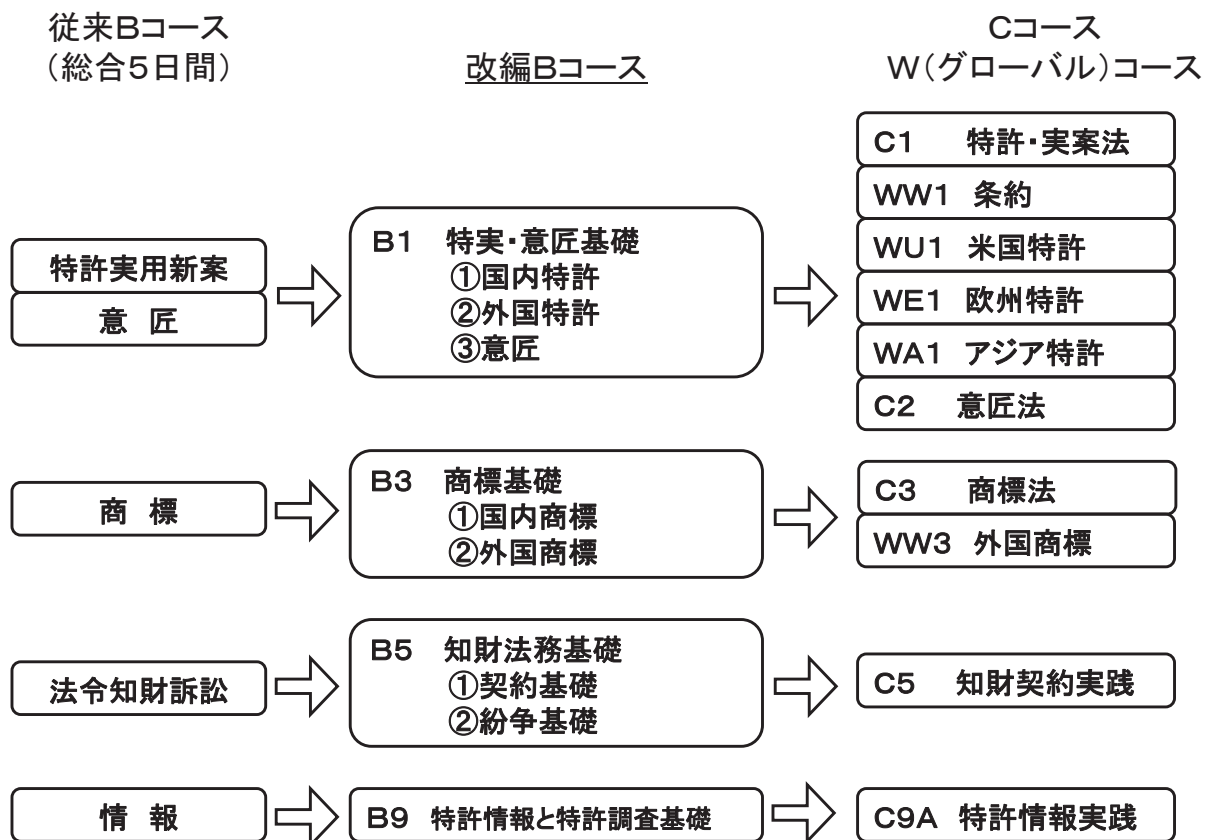 従来Bコース
(総合5日間)
改編Bコース
Cコース
W(グローバル)コース
特許実用新案
意 匠
B1 特実・意匠基礎
①国内特許
②外国特許
③意匠
C1 特許・実案法
WW1 条約
WU1 米国特許
WE1 欧州特許
WA1 アジア特許
C2 意匠法
商 標
B3 商標基礎
①国内商標
②外国商標
C3 商標法
WW3 外国商標
法令知財訴訟
B5 知財法務基礎
①契約基礎
②紛争基礎
C5 知財契約実践
情 報
B9 特許情報と特許調査基礎
C9A 特許情報実践